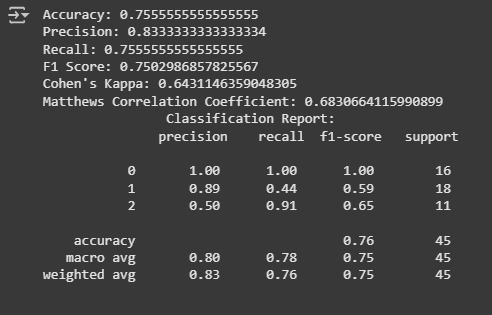 Accuracy: 0.7555555555555555
Precision: 0.8333333333333334
Recall: 0.7555555555555555
F1 Score: 0.7502986857825567
Cohen's Kappa: 0.6431146359048305
Matthews Correlation Coefficient: 0.6830664115990899
Classification Report:
precision recall f1-score support
0 1.00 1.00 1.00 16
1 0.89 0.44 0.59 18
2 0.50 0.91 0.65 11
accuracy 0.76 45
macro avg 0.80 0.78 0.75 45
weighted avg 0.83 0.76 0.75 45